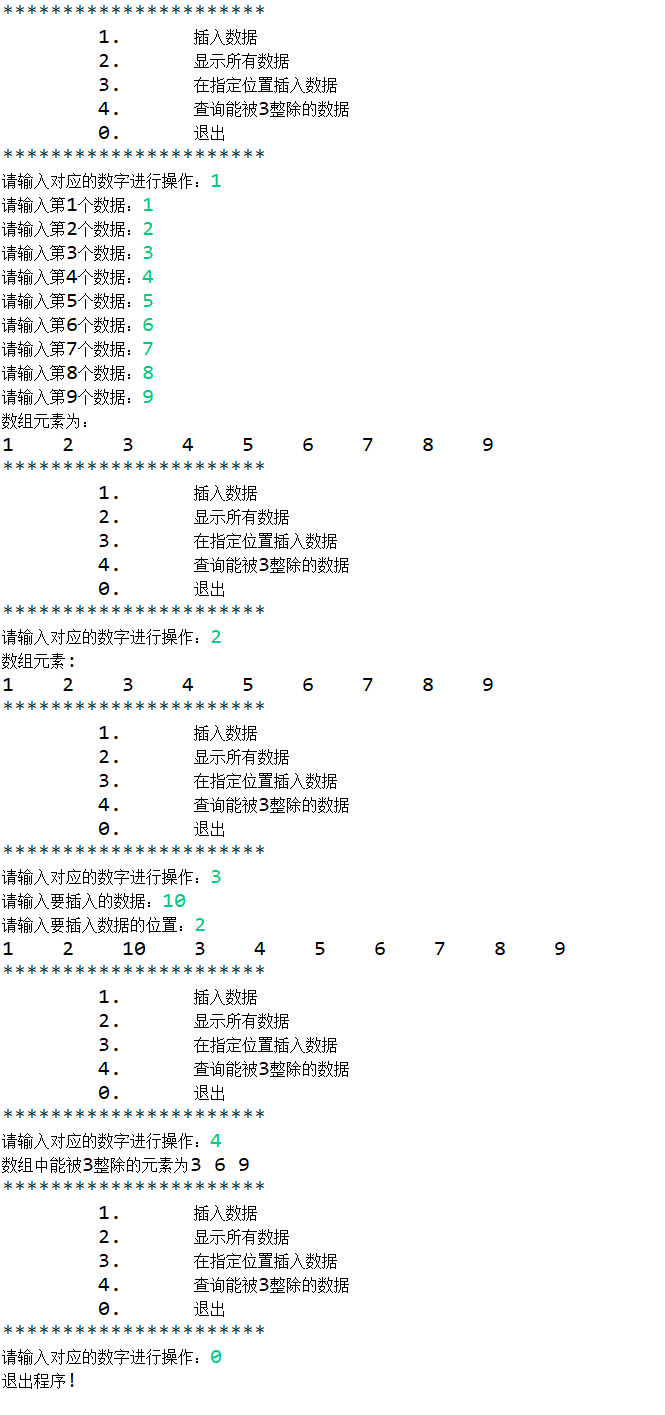 **********************
1. 插入数据
2. 显示所有数据
3. 在指定位置插入数据
4. 查询能被3整除的数据
0. 退出
**********************
请输入对应的数字进行操作：1
请输入第1个数据：1
请输入第2个数据：2
请输入第3个数据：3
请输入第4个数据：4
请输入第5个数据：5
请输入第6个数据：6
请输入第7个数据：7
请输入第8个数据：8
请输入第9个数据：9
数组元素为：
1 2 3 4 5 6 7 8 9
**********************
1. 插入数据
2. 显示所有数据
3. 在指定位置插入数据
4. 查询能被3整除的数据
0. 退出
**********************
请输入对应的数字进行操作：2
数组元素:
1 2 3 4 5 6 7 8 9
**********************
1. 插入数据
2. 显示所有数据
3. 在指定位置插入数据
4. 查询能被3整除的数据
0. 退出
**********************
请输入对应的数字进行操作：3
请输入要插入的数据：10
请输入要插入数据的位置：2
1 2 10 3 4 5 6 7 8 9
**********************
1. 插入数据
2. 显示所有数据
3. 在指定位置插入数据
4. 查询能被3整除的数据
0. 退出
**********************
请输入对应的数字进行操作：4
数组中能被3整除的元素为3 6 9
**********************
1. 插入数据
2. 显示所有数据
3. 在指定位置插入数据
4. 查询能被3整除的数据
0. 退出
**********************
请输入对应的数字进行操作：0
退出程序!